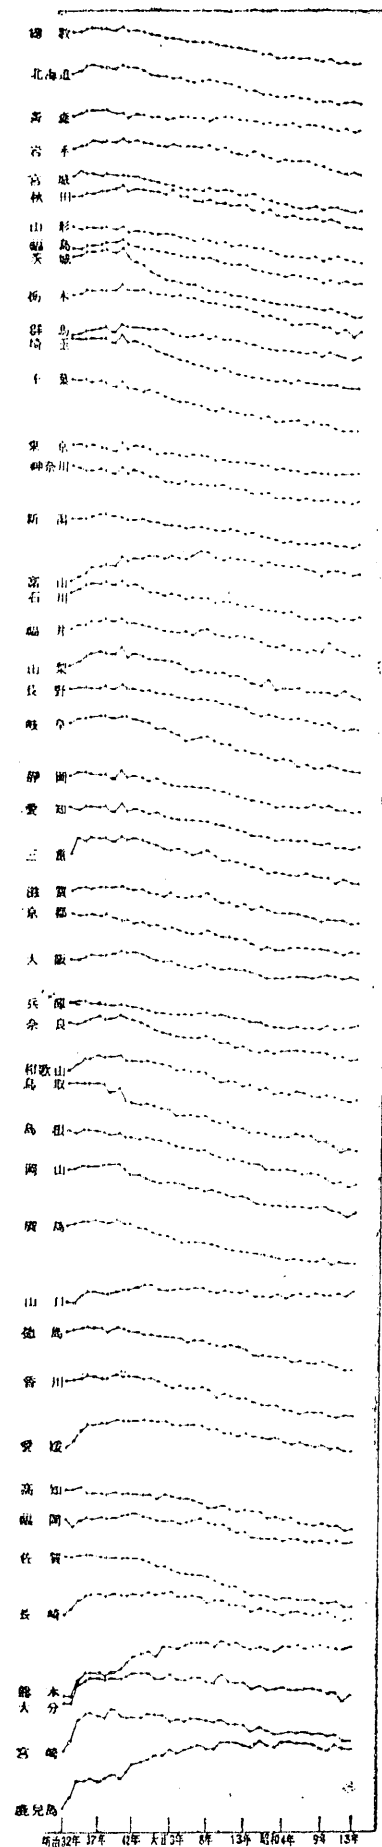 總数
北海道
青森
岩手
宮城
秋田
山形
福島
茨城
栃木
群馬
埼玉
千葉
東京
神奈川
新潟
富山
石川
福井
山梨
長野
岐阜
靜岡
愛知
三重
滋賀
京都
大阪
兵庫
奈良
和歌山
鳥取
島根
岡山
廣島
山口
徳島
香川
愛媛
高知
福岡
佐賀
長崎
熊本
大分
宮崎
鹿兒島
明治32年 37年 42年 大正3年 8年 13年 昭和4年 9年 13年